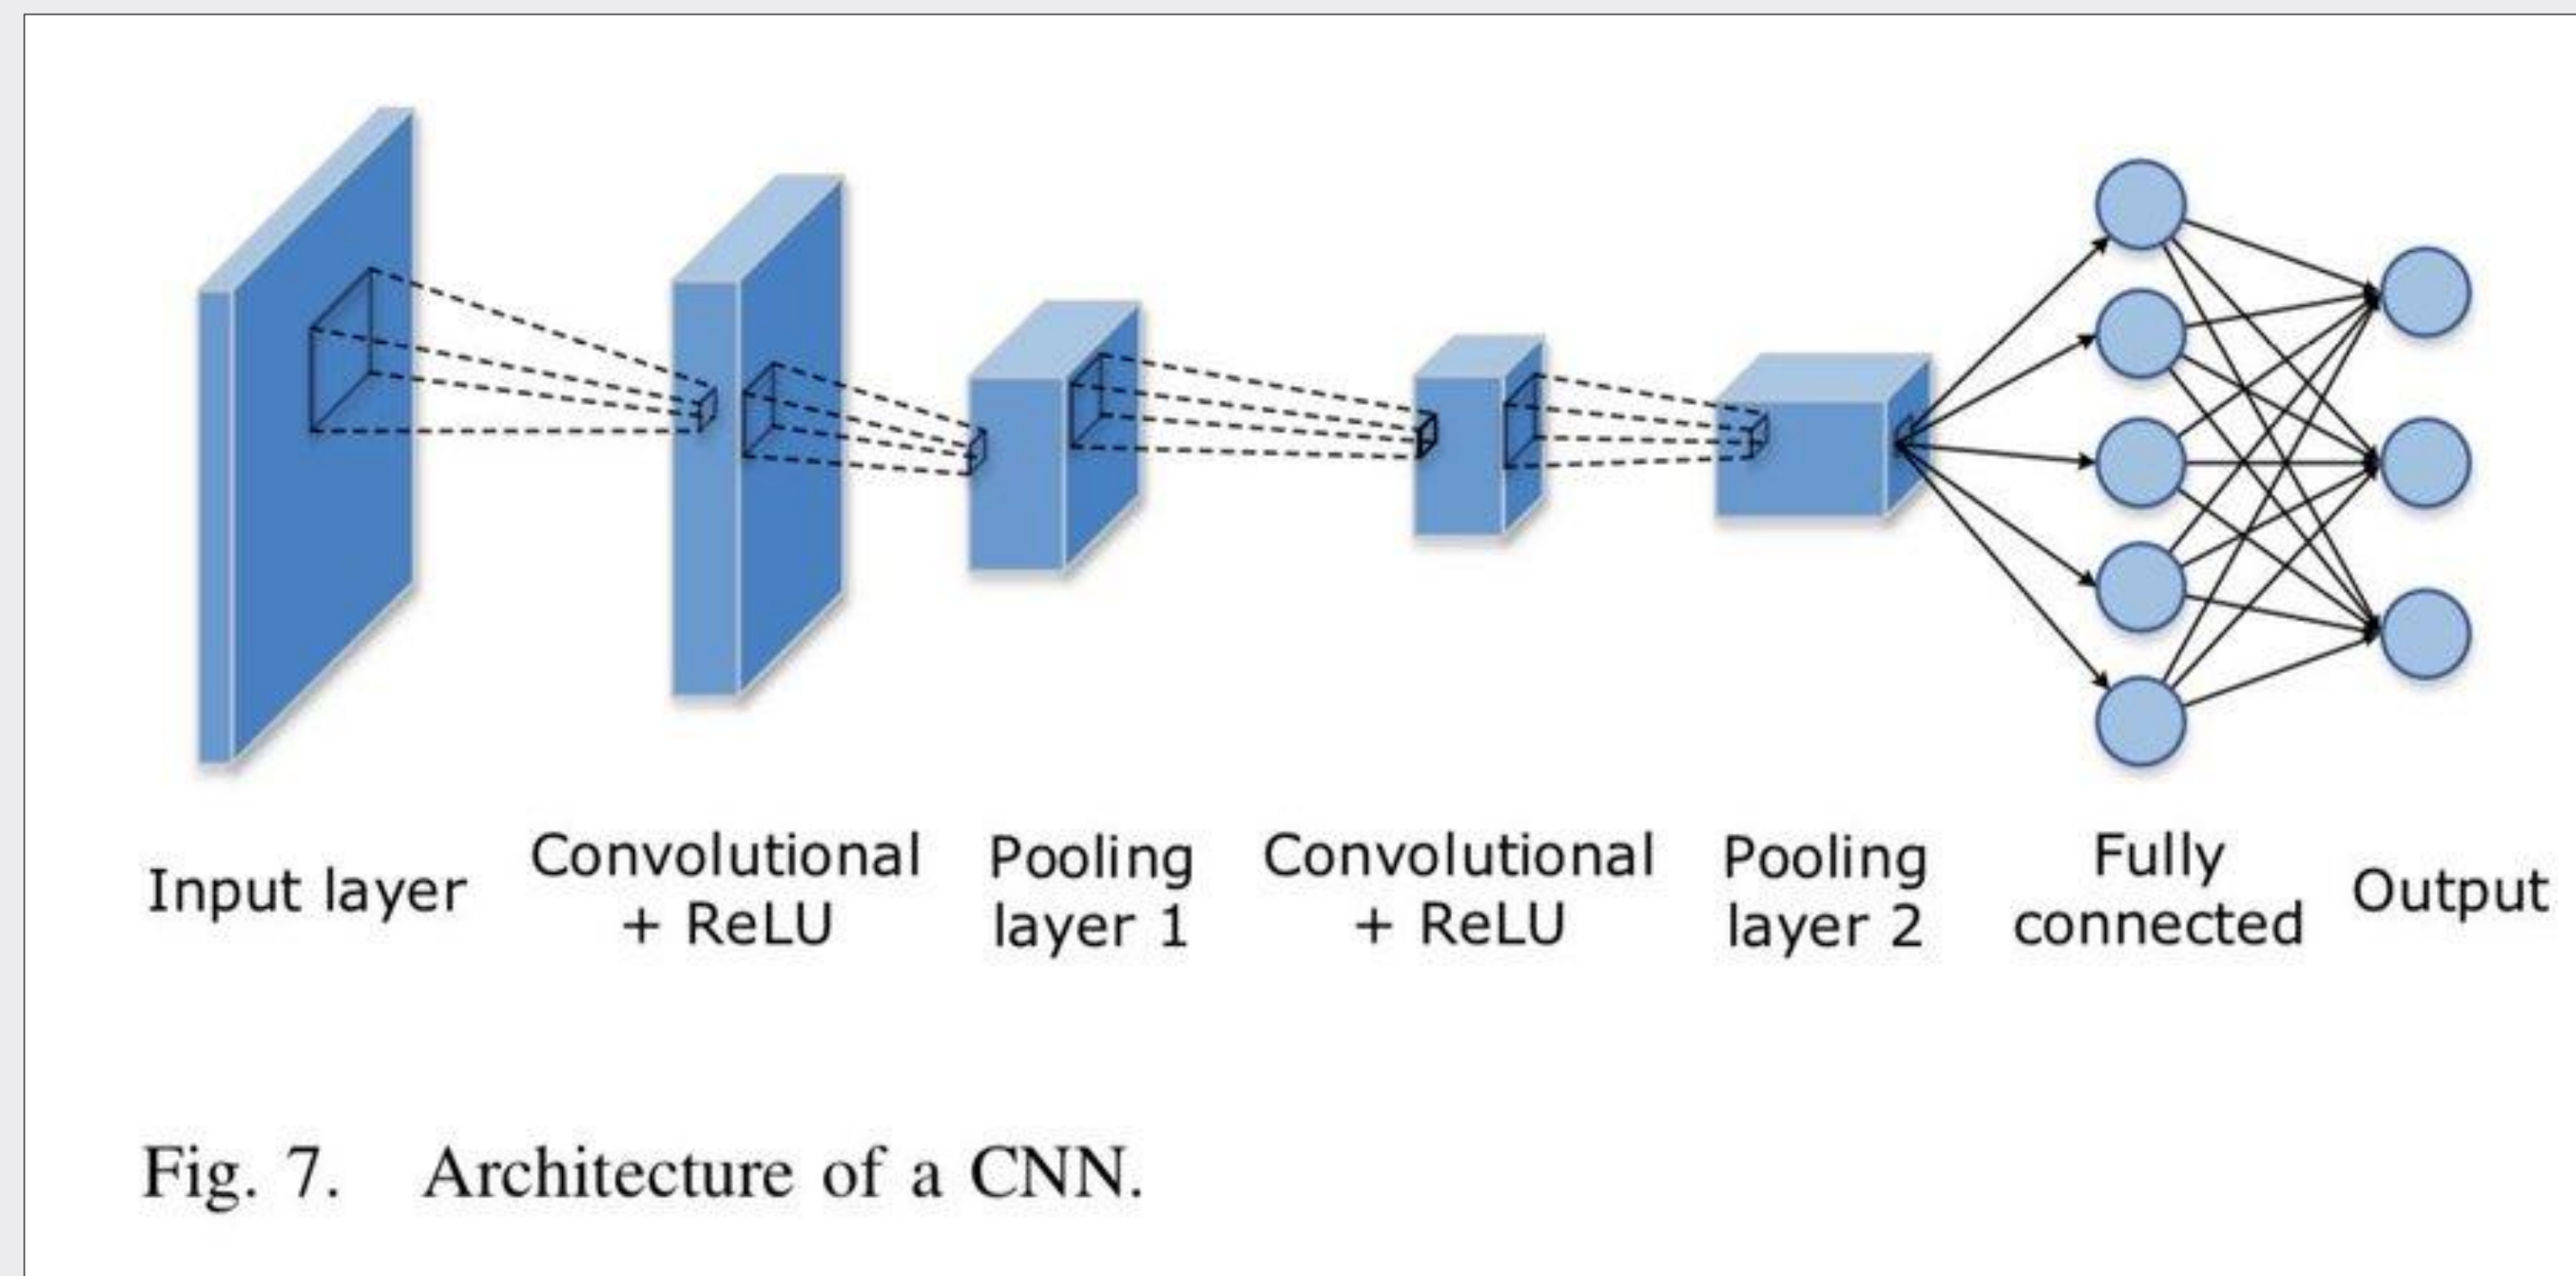 Input layer
Convolutional
+ ReLU
Pooling
layer 1
Convolutional
+ ReLU
Pooling
layer 2
Fully
connected
Output
Fig. 7. Architecture of a CNN.